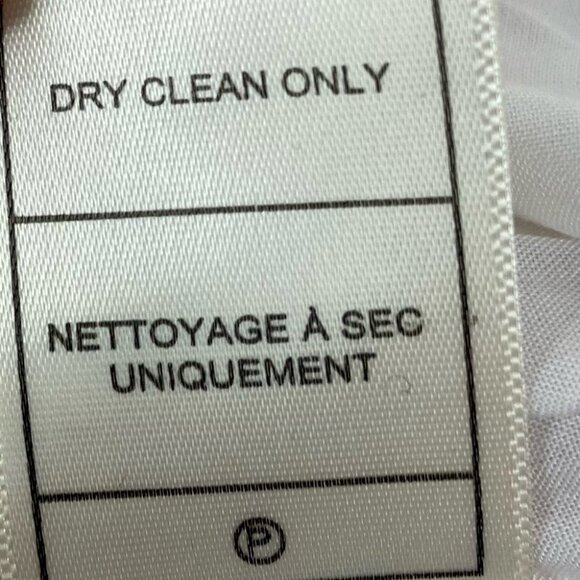 DRY CLEAN ONLY
NETTOYAGE À SEC
UNIQUEMENT
P